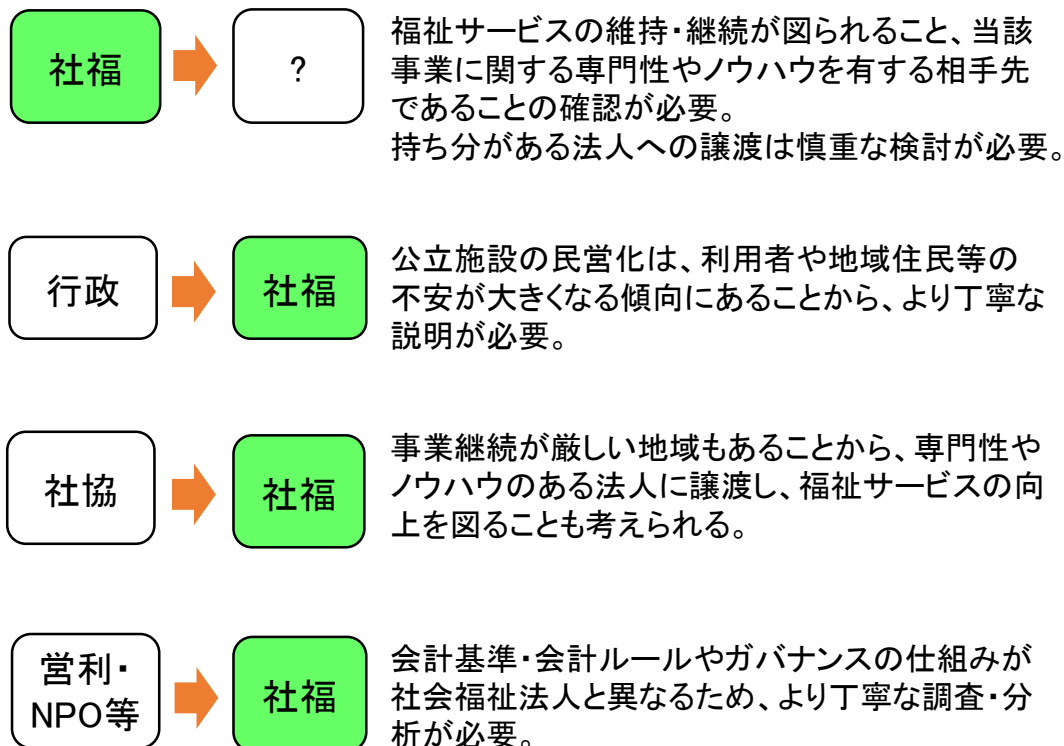 社福
?
福祉サービスの維持・継続が図られること、当該
事業に関する専門性やノウハウを有する相手先
であることの確認が必要。
持ち分がある法人への譲渡は慎重な検討が必要。
行政
社福
公立施設の民営化は、利用者や地域住民等の
不安が大きくなる傾向にあることから、より丁寧な
説明が必要。
社協
社福
事業継続が厳しい地域もあることから、専門性や
ノウハウのある法人に譲渡し、福祉サービスの向
上を図ることも考えられる。
営利・
NPO等
社福
会計基準・会計ルールやガバナンスの仕組みが
社会福祉法人と異なるため、より丁寧な調査・分
析が必要。